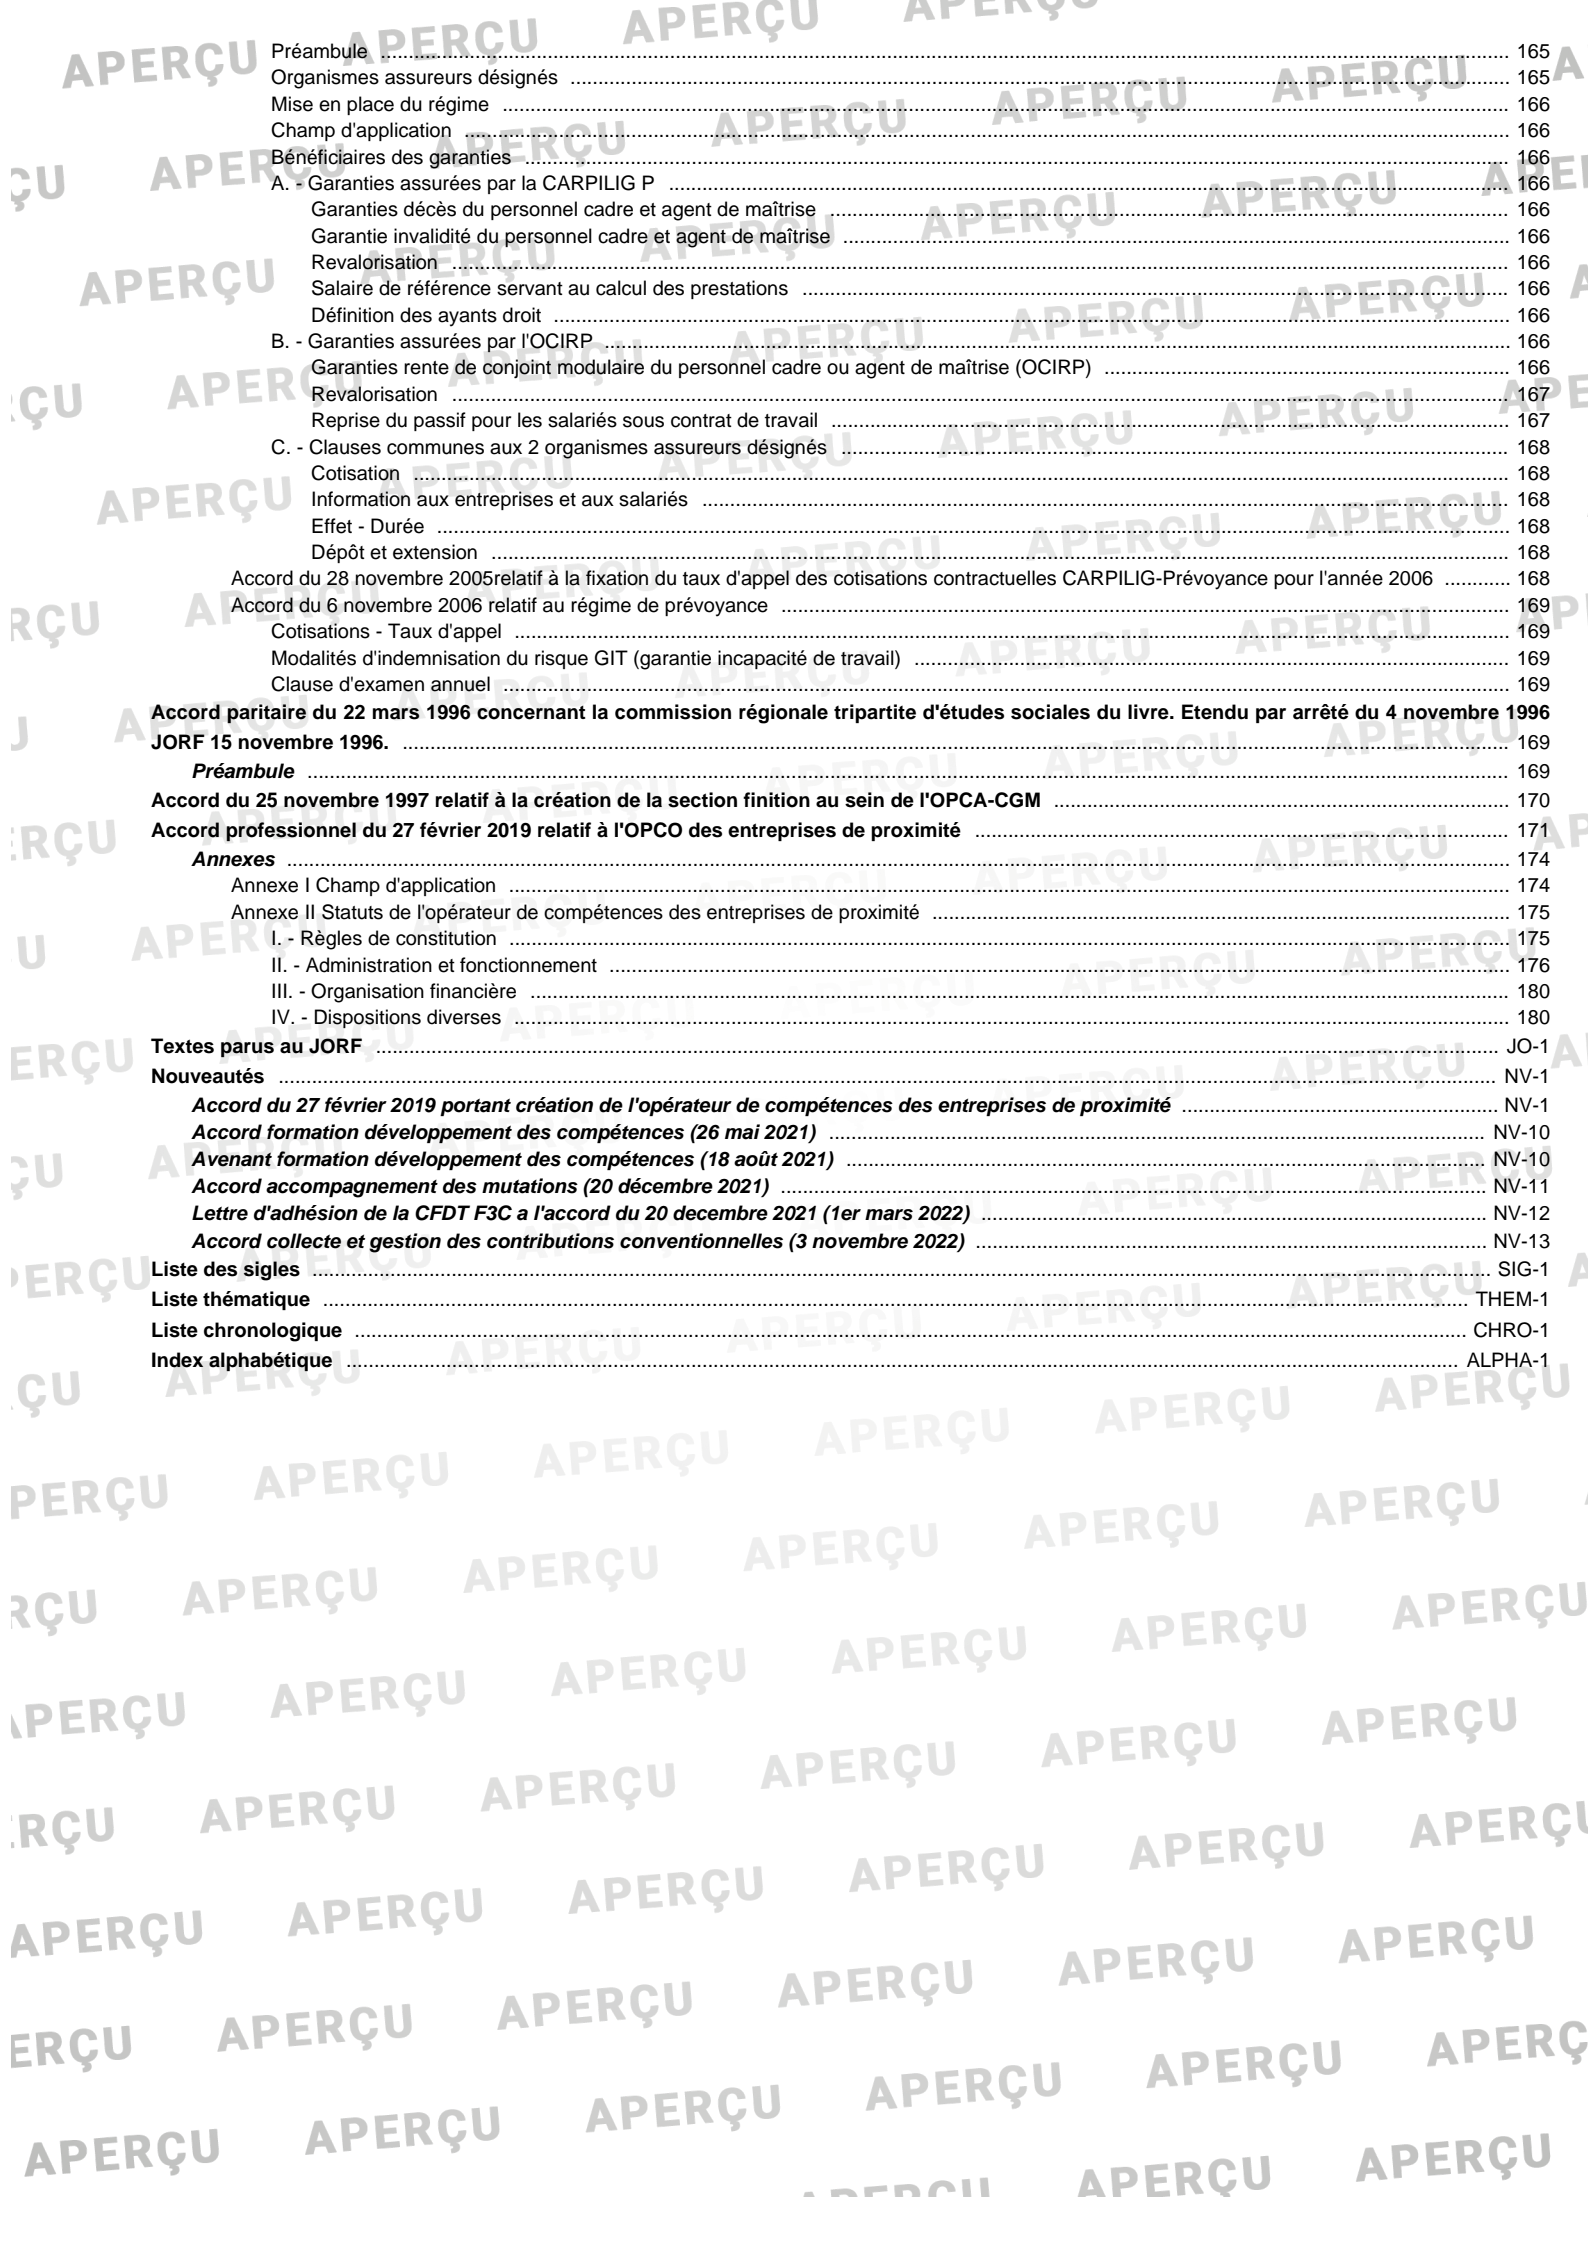 Préambule ... 165
Organismes assureurs désignés ... 165
Mise en place du régime ... 166
Champ d'application ... 166
Bénéficiaires des garanties ... 166
A. - Garanties assurées par la CARPILIG P ... 166
Garanties décès du personnel cadre et agent de maîtrise ... 166
Garantie invalidité du personnel cadre et agent de maîtrise ... 166
Revalorisation ... 166
Salaire de référence servant au calcul des prestations ... 166
Définition des ayants droit ... 166
B. - Garanties assurées par l'OCIRP ... 166
Garanties rente de conjoint modulaire du personnel cadre ou agent de maîtrise (OCIRP) ... 166
Revalorisation ... 167
Reprise du passif pour les salariés sous contrat de travail ... 167
C. - Clauses communes aux 2 organismes assureurs désignés ... 168
Cotisation ... 168
Information aux entreprises et aux salariés ... 168
Effet - Durée ... 168
Dépôt et extension ... 168
Accord du 28 novembre 2005relatif à la fixation du taux d'appel des cotisations contractuelles CARPILIG-Prévoyance pour l'année 2006 ... 168
Accord du 6 novembre 2006 relatif au régime de prévoyance ... 169
Cotisations - Taux d'appel ... 169
Modalités d'indemnisation du risque GIT (garantie incapacité de travail) ... 169
Clause d'examen annuel ... 169
Accord paritaire du 22 mars 1996 concernant la commission régionale tripartite d'études sociales du livre. Etendu par arrêté du 4 novembre 1996
JORF 15 novembre 1996. ... 169
Préambule ... 169
Accord du 25 novembre 1997 relatif à la création de la section finition au sein de l'OPCA-CGM ... 170
Accord professionnel du 27 février 2019 relatif à l'OPCO des entreprises de proximité ... 171
Annexes ... 174
Annexe I Champ d'application ... 174
Annexe II Statuts de l'opérateur de compétences des entreprises de proximité ... 175
I. - Règles de constitution ... 175
II. - Administration et fonctionnement ... 176
III. - Organisation financière ... 180
IV. - Dispositions diverses ... 180
Textes parus au JORF ... JO-1
Nouveautés ... NV-1
Accord du 27 février 2019 portant création de l'opérateur de compétences des entreprises de proximité ... NV-1
Accord formation développement des compétences (26 mai 2021) ... NV-10
Avenant formation développement des compétences (18 août 2021) ... NV-10
Accord accompagnement des mutations (20 décembre 2021) ... NV-11
Lettre d'adhésion de la CFDT F3C a l'accord du 20 decembre 2021 (1er mars 2022) ... NV-12
Accord collecte et gestion des contributions conventionnelles (3 novembre 2022) ... NV-13
Liste des sigles ... SIG-1
Liste thématique ... THEM-1
Liste chronologique ... CHRO-1
Index alphabétique ... ALPHA-1
APERÇU